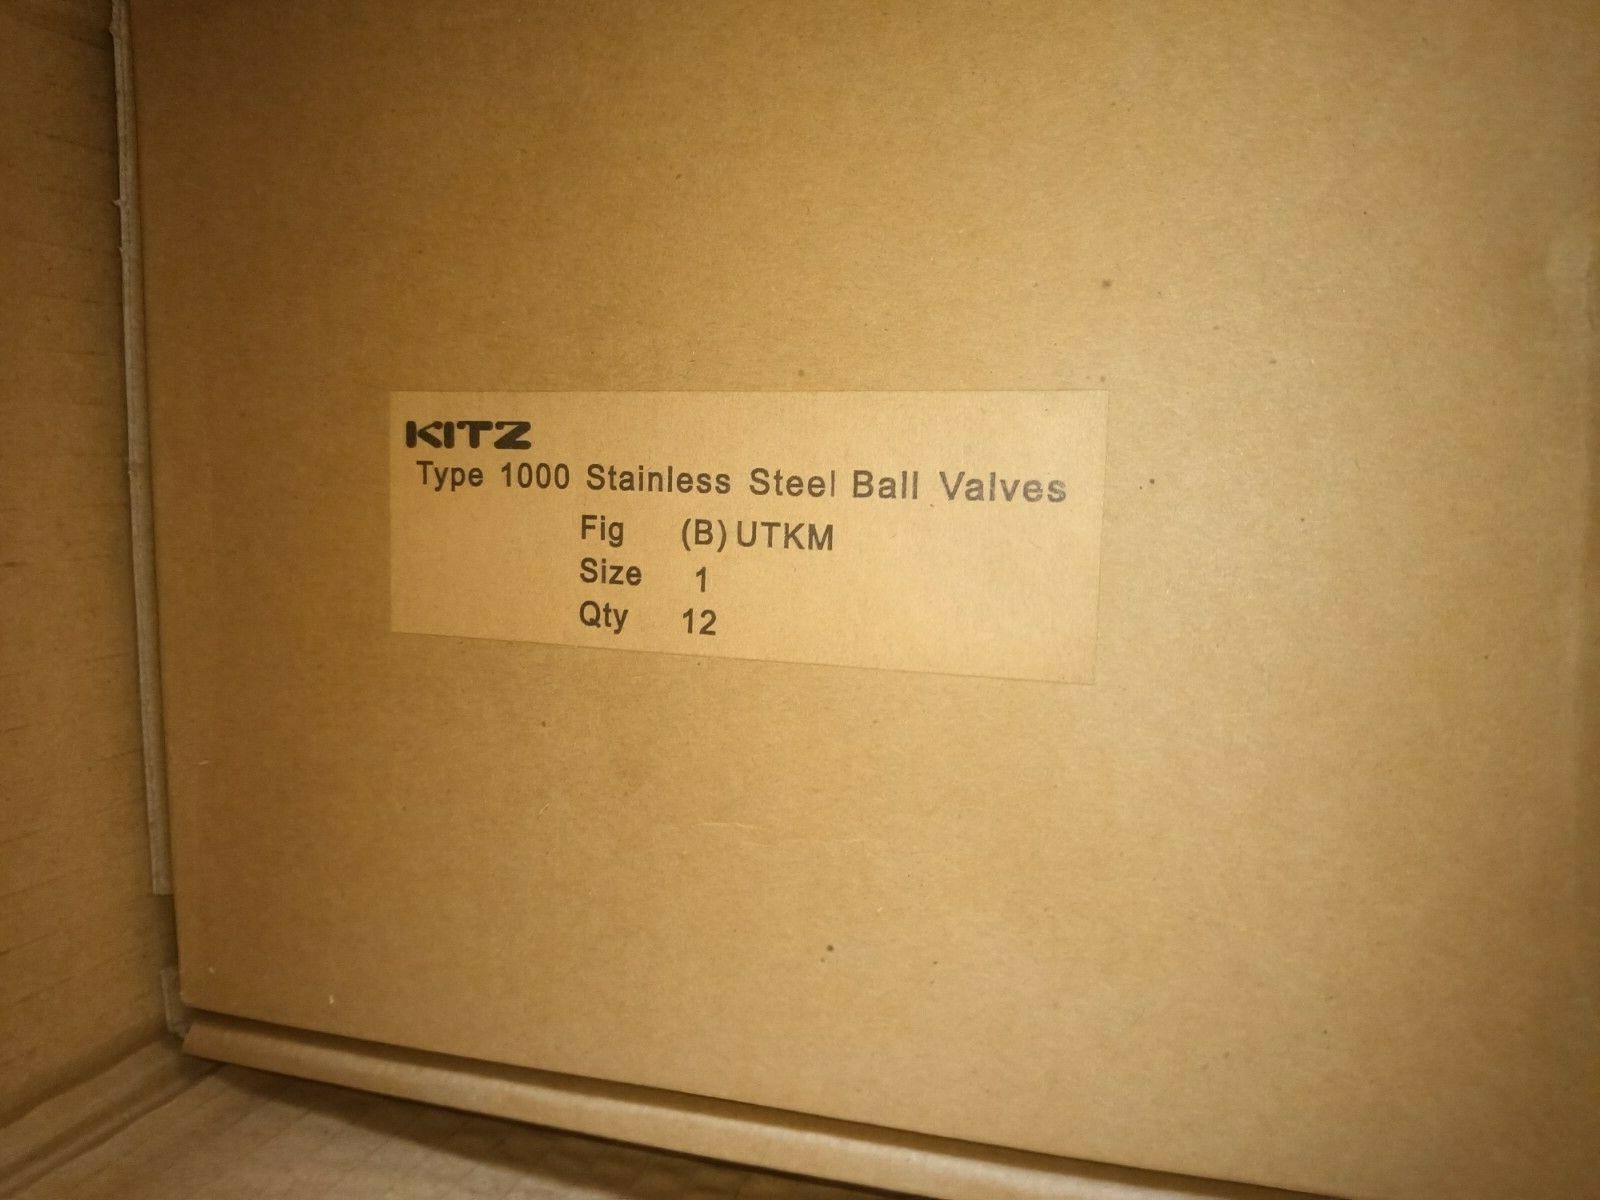 KITZ
Type 1000 Stainless Steel Ball Valves
Fig (B) UTKM
Size 1
Qty 12